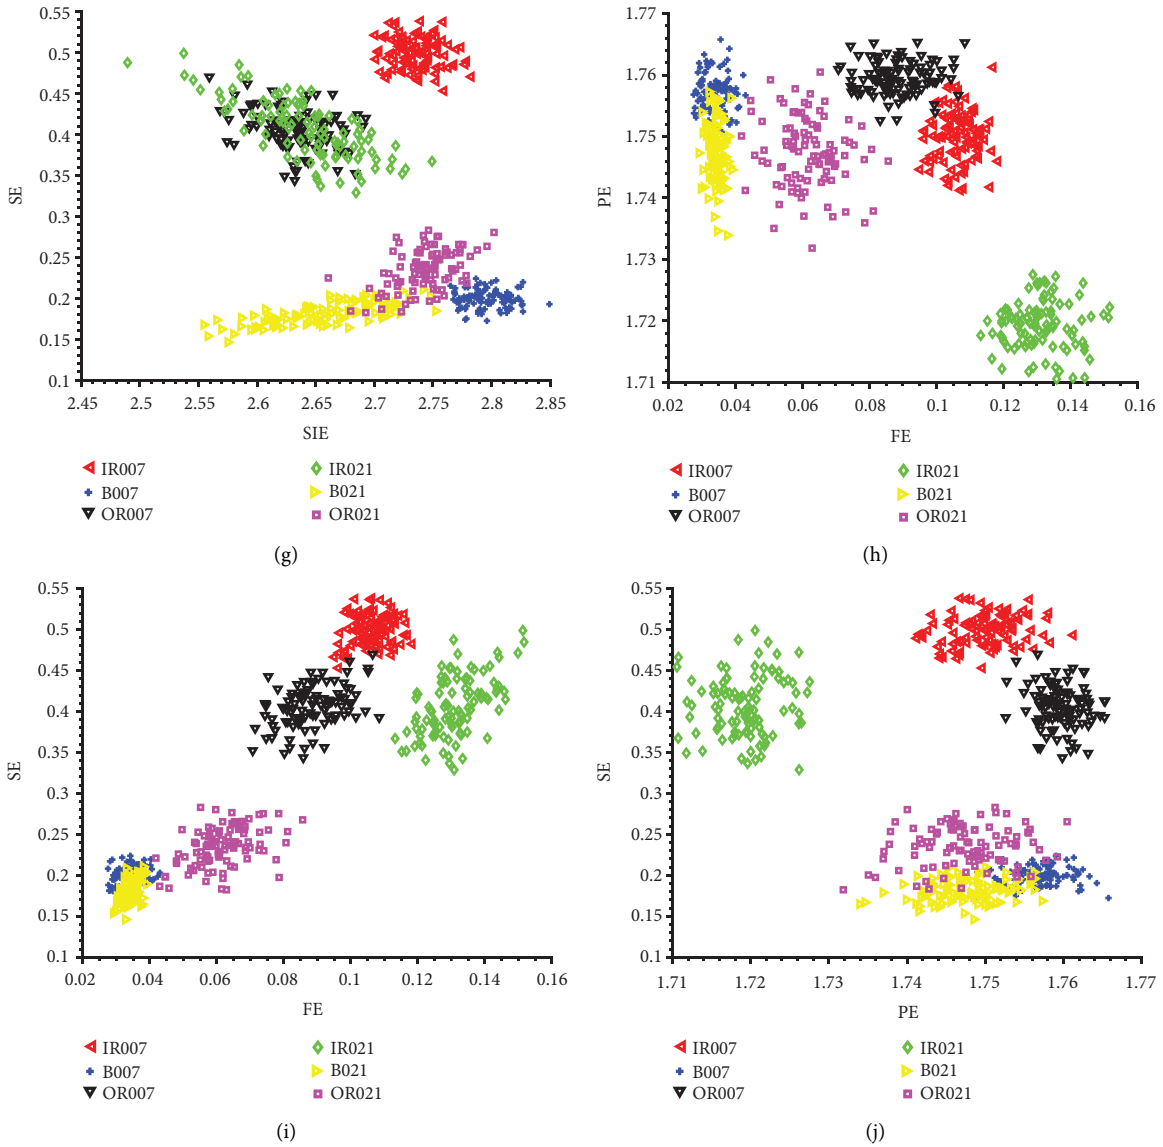 0.55
0.5
0.45
0.4
0.35
0.3
0.25
0.2
0.15
0.1
SE
2.45 2.5 2.55 2.6 2.65 2.7 2.75 2.8 2.85
SIE
IR007 IR021
B007 B021
OR007 OR021
(g)
1.77
1.76
1.75
1.74
1.73
1.72
1.71
PE
0.02 0.04 0.06 0.08 0.1 0.12 0.14 0.16
FE
IR007 IR021
B007 B021
OR007 OR021
(h)
0.55
0.5
0.45
0.4
0.35
0.3
0.25
0.2
0.15
0.1
SE
0.02 0.04 0.06 0.08 0.1 0.12 0.14 0.16
FE
IR007 IR021
B007 B021
OR007 OR021
(i)
0.55
0.5
0.45
0.4
0.35
0.3
0.25
0.2
0.15
0.1
SE
1.71 1.72 1.73 1.74 1.75 1.76 1.77
PE
IR007 IR021
B007 B021
OR007 OR021
(j)